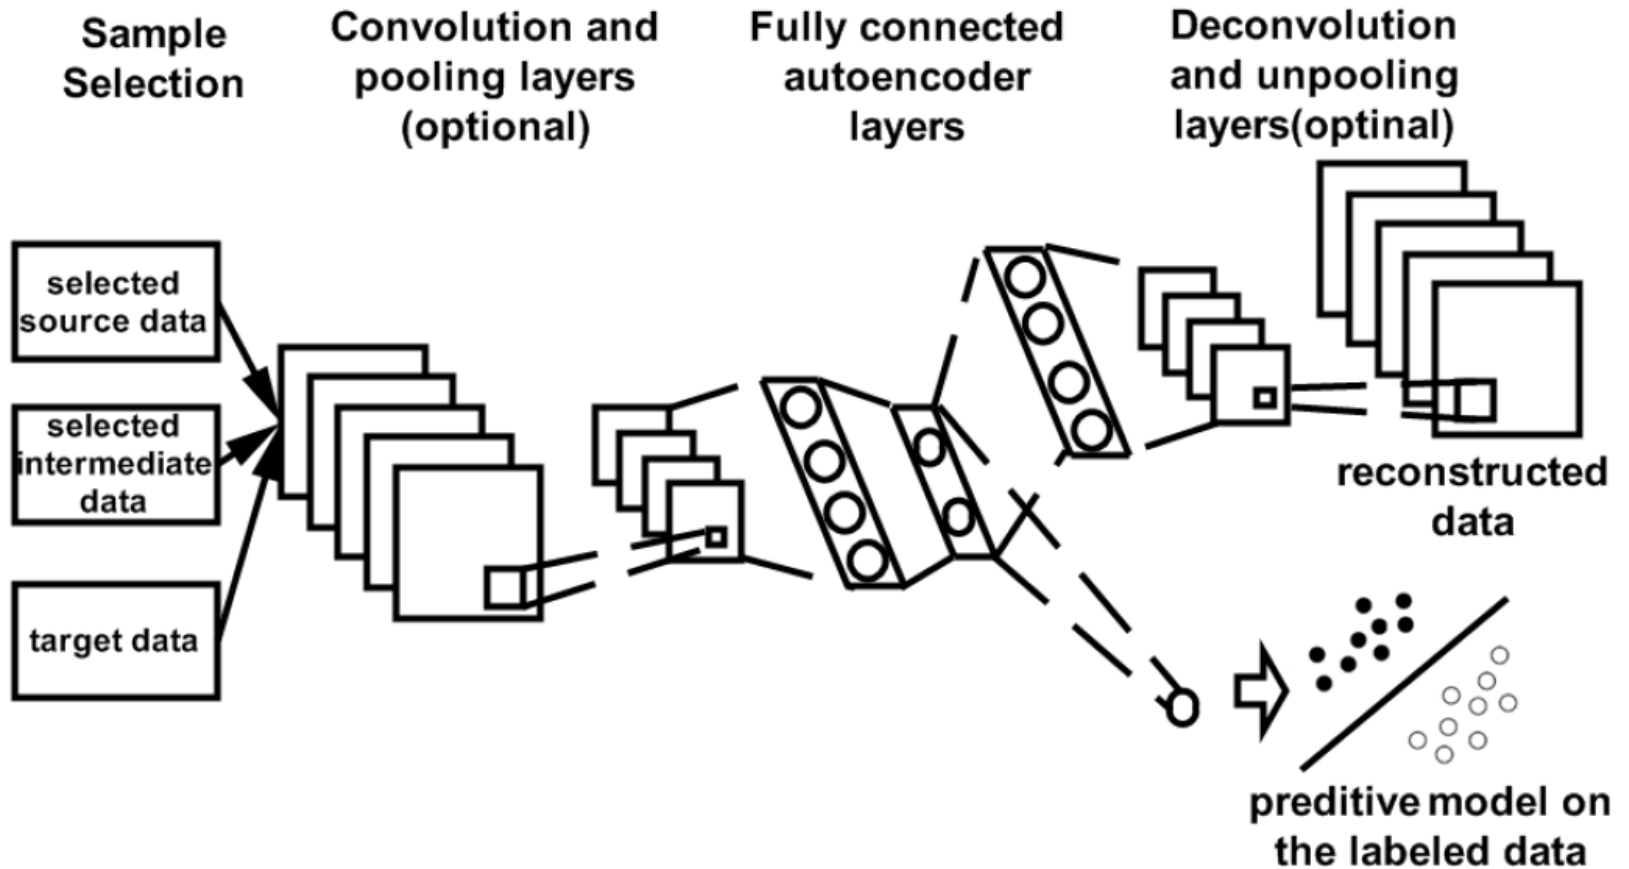 Sample
Selection
Convolution and
pooling layers
(optional)
Fully connected
autoencoder
layers
Deconvolution
and unpooling
layers(optinal)
selected
source data
selected
intermediate
data
target data
reconstructed
data
preditive model on
the labeled data